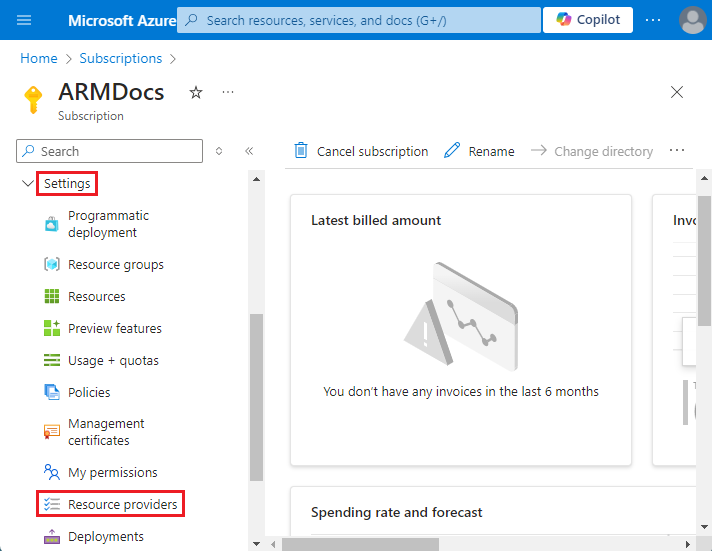 Microsoft Azure
Search resources, services, and docs (G+/)
Copilot
Home
Subscriptions
ARMDocs
Subscription
Search
Cancel subscription
Rename
Change directory
Settings
Programmatic
deployment
Resource groups
Resources
Preview features
Usage + quotas
Policies
Management
certificates
My permissions
Resource providers
Deployments
Latest billed amount
You don't have any invoices in the last 6 months
Spending rate and forecast